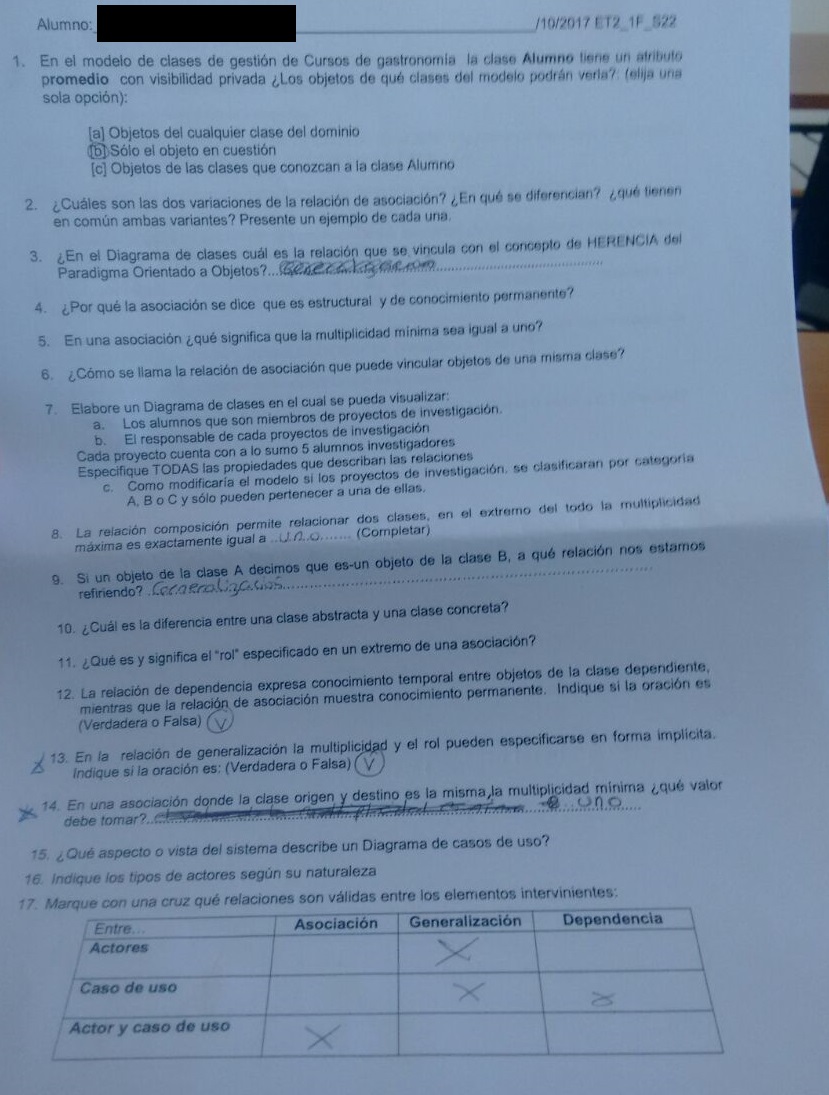 Alumno: /10/2017 ET2_1F_S22
1. En el modelo de clases de gestión de Cursos de gastronomía la clase Alumno tiene un atributo
promedio con visibilidad privada ¿Los objetos de qué clases del modelo podrán verla?: (elija una
sola opción):
[a] Objetos del cualquier clase del dominio
[b] Sólo el objeto en cuestión
[c] Objetos de las clases que conozcan a la clase Alumno
2. ¿Cuáles son las dos variaciones de la relación de asociación? ¿En qué se diferencian? ¿qué tienen
en común ambas variantes? Presente un ejemplo de cada una.
3. ¿En el Diagrama de clases cuál es la relación que se vincula con el concepto de HERENCIA del
Paradigma Orientado a Objetos?...
4. ¿Por qué la asociación se dice que es estructural y de conocimiento permanente?
5. En una asociación ¿qué significa que la multiplicidad mínima sea igual a uno?
6. ¿Cómo se llama la relación de asociación que puede vincular objetos de una misma clase?
7. Elabore un Diagrama de clases en el cual se pueda visualizar:
a. Los alumnos que son miembros de proyectos de investigación.
b. El responsable de cada proyectos de investigación
Cada proyecto cuenta con a lo sumo 5 alumnos investigadores
Especifique TODAS las propiedades que describan las relaciones
c. Como modificaría el modelo si los proyectos de investigación, se clasificaran por categoría
A, B o C y sólo pueden pertenecer a una de ellas.
8. La relación composición permite relacionar dos clases, en el extremo del todo la multiplicidad
máxima es exactamente igual a ..uno....... (Completar)
9. Si un objeto de la clase A decimos que es-un objeto de la clase B, a qué relación nos estamos
refiriendo?
10. ¿Cuál es la diferencia entre una clase abstracta y una clase concreta?
11. ¿Qué es y significa el "rol" especificado en un extremo de una asociación?
12. La relación de dependencia expresa conocimiento temporal entre objetos de la clase dependiente,
mientras que la relación de asociación muestra conocimiento permanente. Indique si la oración es
(Verdadera o Falsa) V
13. En la relación de generalización la multiplicidad y el rol pueden especificarse en forma implícita.
Indique si la oración es: (Verdadera o Falsa) V
14. En una asociación donde la clase origen y destino es la misma, la multiplicidad mínima ¿qué valor
debe tomar?.. uno
15. ¿Qué aspecto o vista del sistema describe un Diagrama de casos de uso?
16. Indique los tipos de actores según su naturaleza
17. Marque con una cruz qué relaciones son válidas entre los elementos intervinientes:
Entre... Asociación Generalización Dependencia
Actores X
Caso de uso X X
Actor y caso de uso X